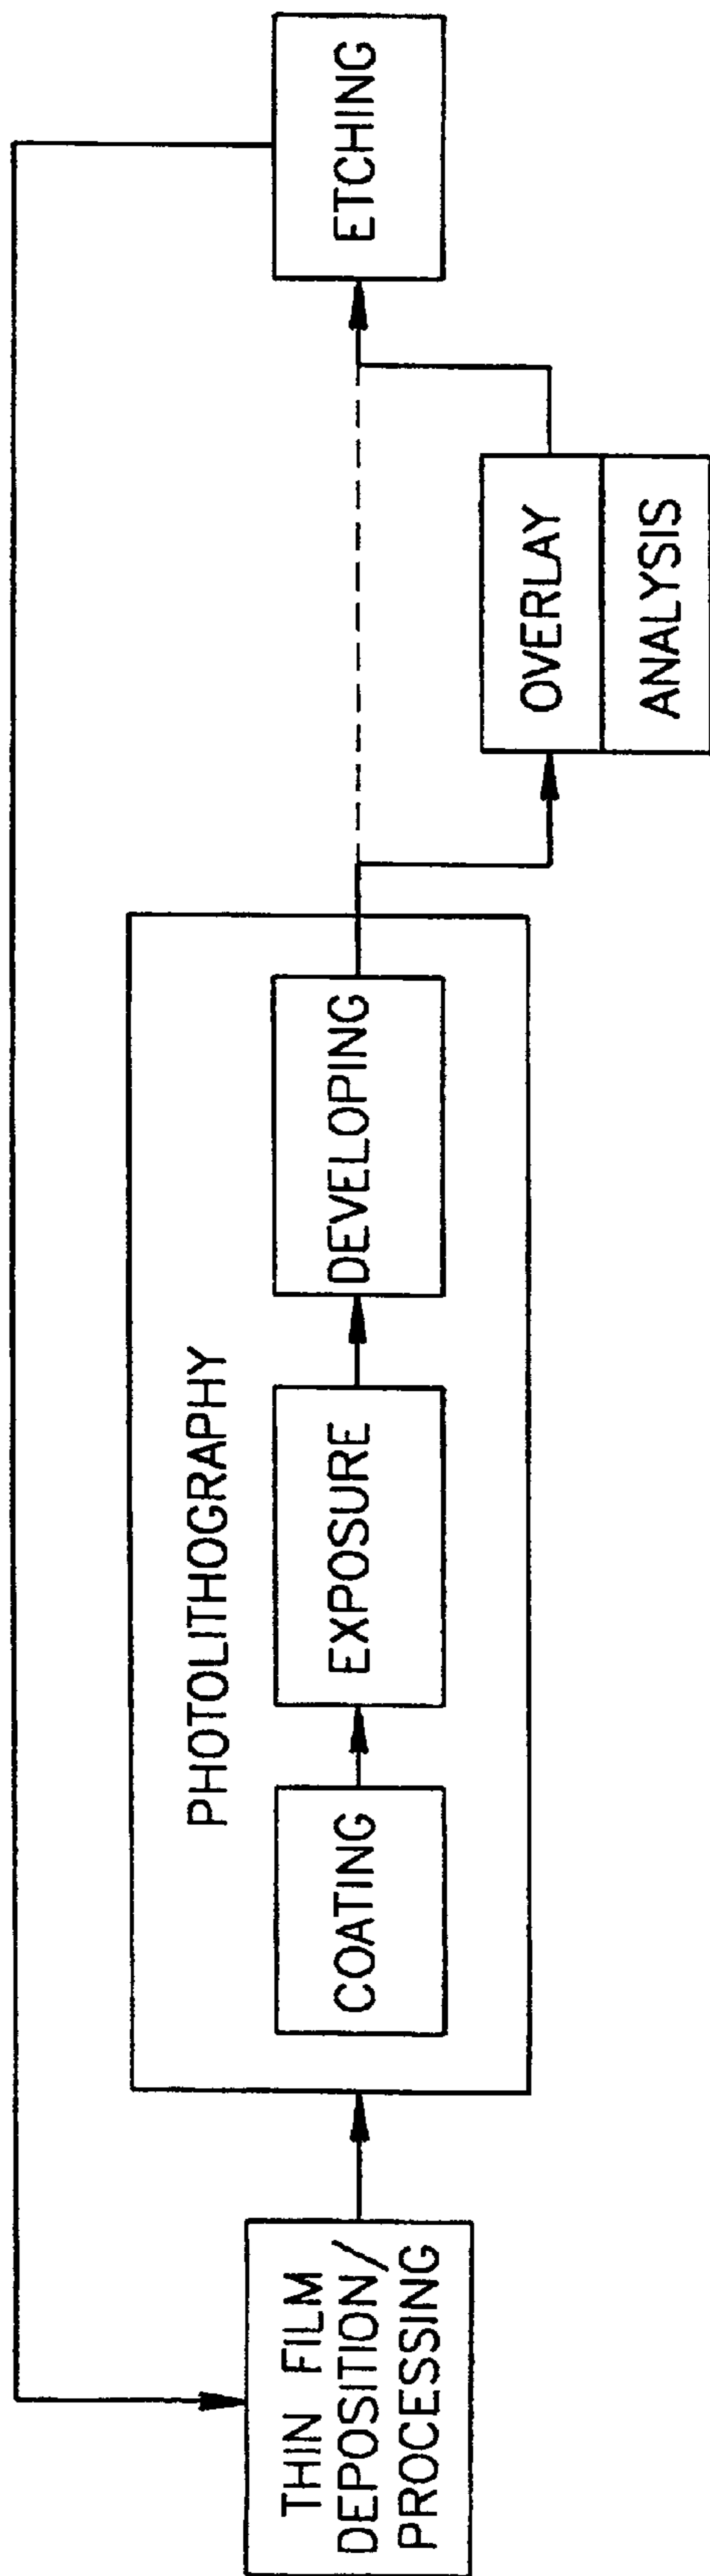 THIN FILM
DEPOSITION/
PROCESSING
PHOTOLITHOGRAPHY
COATING
EXPOSURE
DEVELOPING
OVERLAY
ANALYSIS
ETCHING